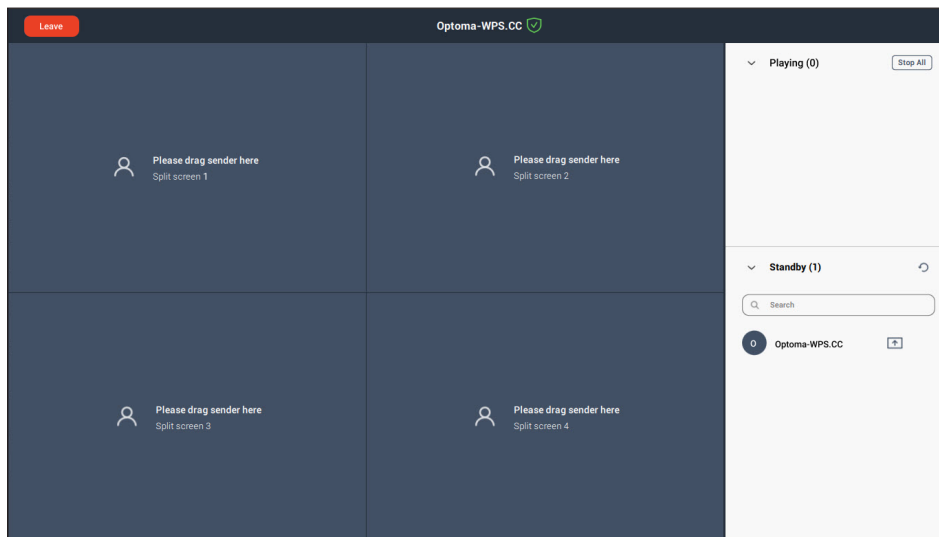 Leave
Optoma-WPS.CC
Please drag sender here
Split screen 1
Please drag sender here
Split screen 2
Please drag sender here
Split screen 3
Please drag sender here
Split screen 4
Playing (0)
Stop All
Standby (1)
Search
O
Optoma-WPS.CC